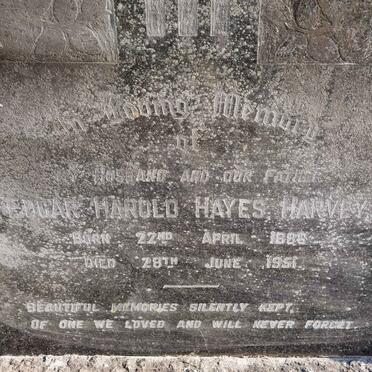 In Loving Memory
of
My Husband and our Father
Edgar Harold Hayes Harvey
Born 22nd April 1886
Died 28th June 1951.
Beautiful memories silently kept,
Of one we loved and will never forget.